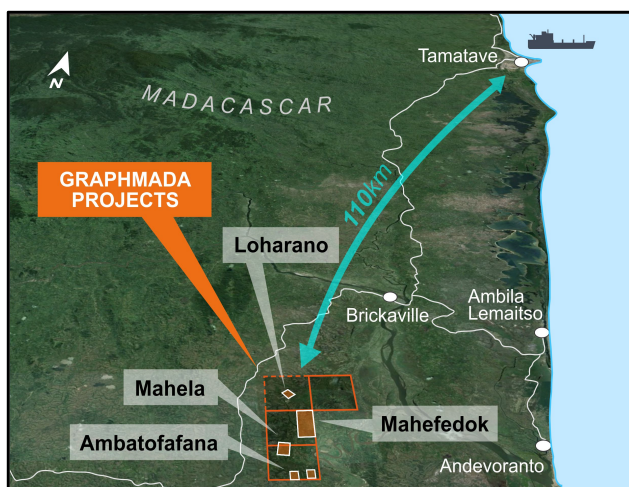 Tamatave
N
MADACASCAR
GRAPHMADA
PROJECTS
110km
Loharano
Brickaville
Ambila
Lemaitso
Mahela
Mahefedok
Ambatofafana
Andevoranto